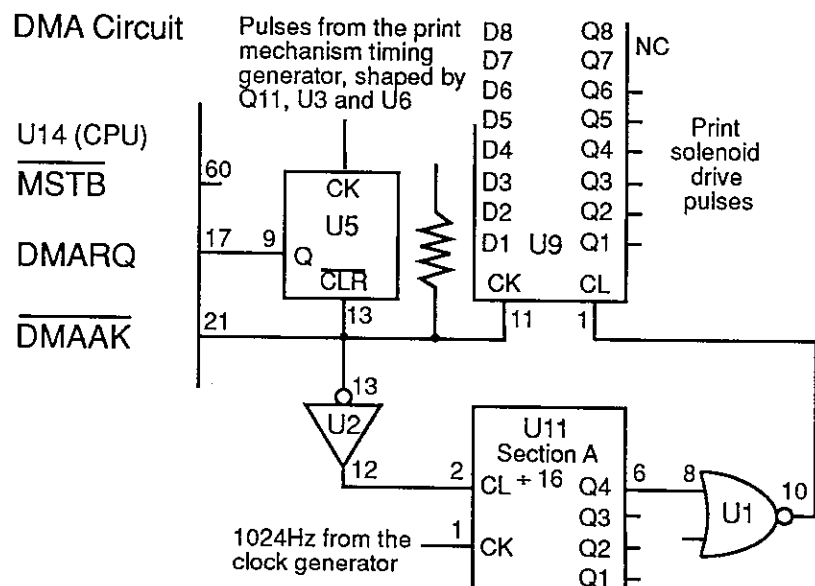 DMA Circuit
Pulses from the print
mechanism timing
generator, shaped by
Q11, U3 and U6
U14 (CPU)
MSTB
60
DMARQ
17
9
DMAAK
21
CK
U5
Q
CLR
13
D8
D7
D6
D5
D4
D3
D2
D1
U9
CK
CL
Q8
Q7
Q6
Q5
Q4
Q3
Q2
Q1
NC
Print
solenoid
drive
pulses
11
1
13
U2
12
2
U11
Section A
CL ÷ 16
Q4
Q3
Q2
Q1
6
8
U1
10
1024Hz from the
clock generator
1
CK